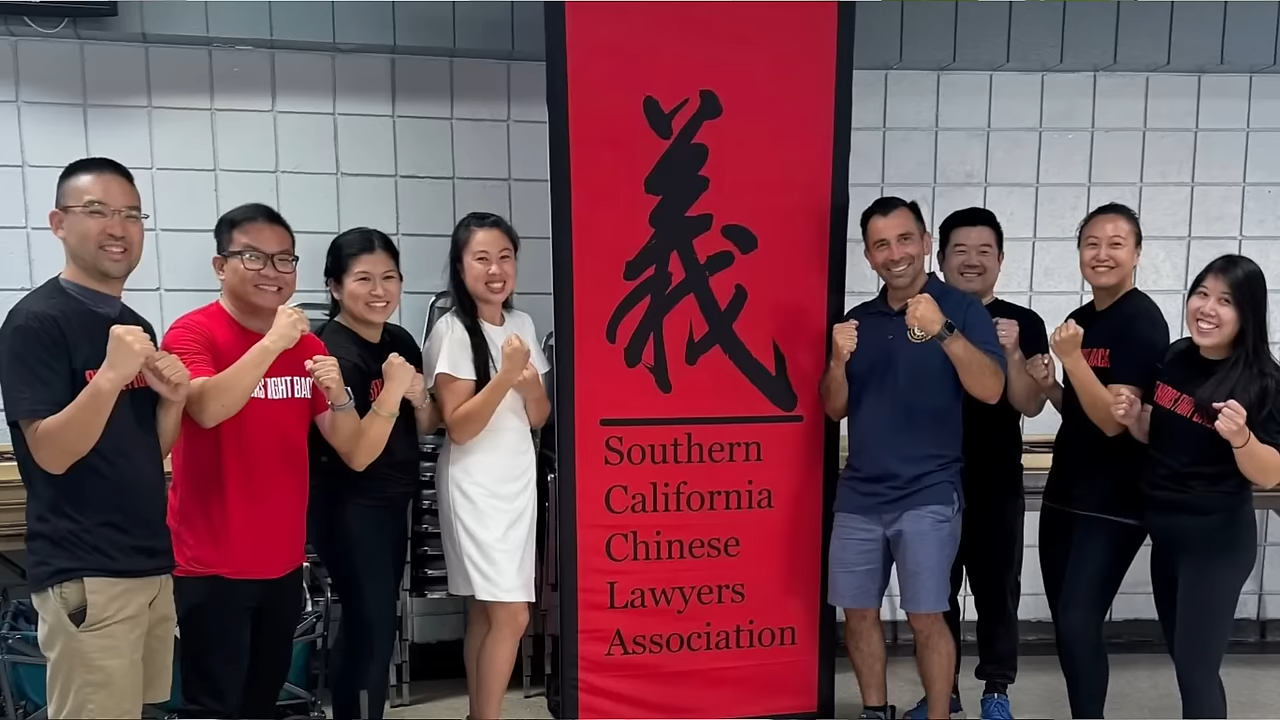 義
Southern
California
Chinese
Lawyers
Association